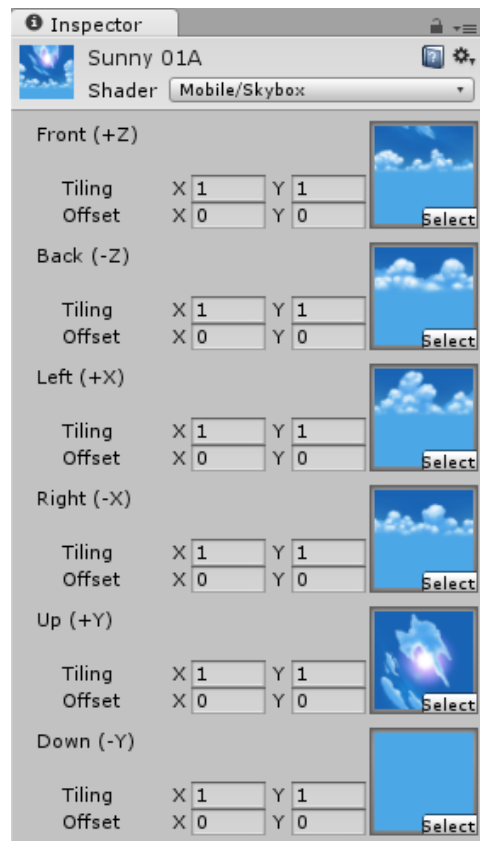 Inspector
Sunny 01A
Shader Mobile/Skybox
Front (+Z)
Tiling X 1 Y 1
Offset X 0 Y 0
Select
Back (-Z)
Tiling X 1 Y 1
Offset X 0 Y 0
Select
Left (+X)
Tiling X 1 Y 1
Offset X 0 Y 0
Select
Right (-X)
Tiling X 1 Y 1
Offset X 0 Y 0
Select
Up (+Y)
Tiling X 1 Y 1
Offset X 0 Y 0
Select
Down (-Y)
Tiling X 1 Y 1
Offset X 0 Y 0
Select